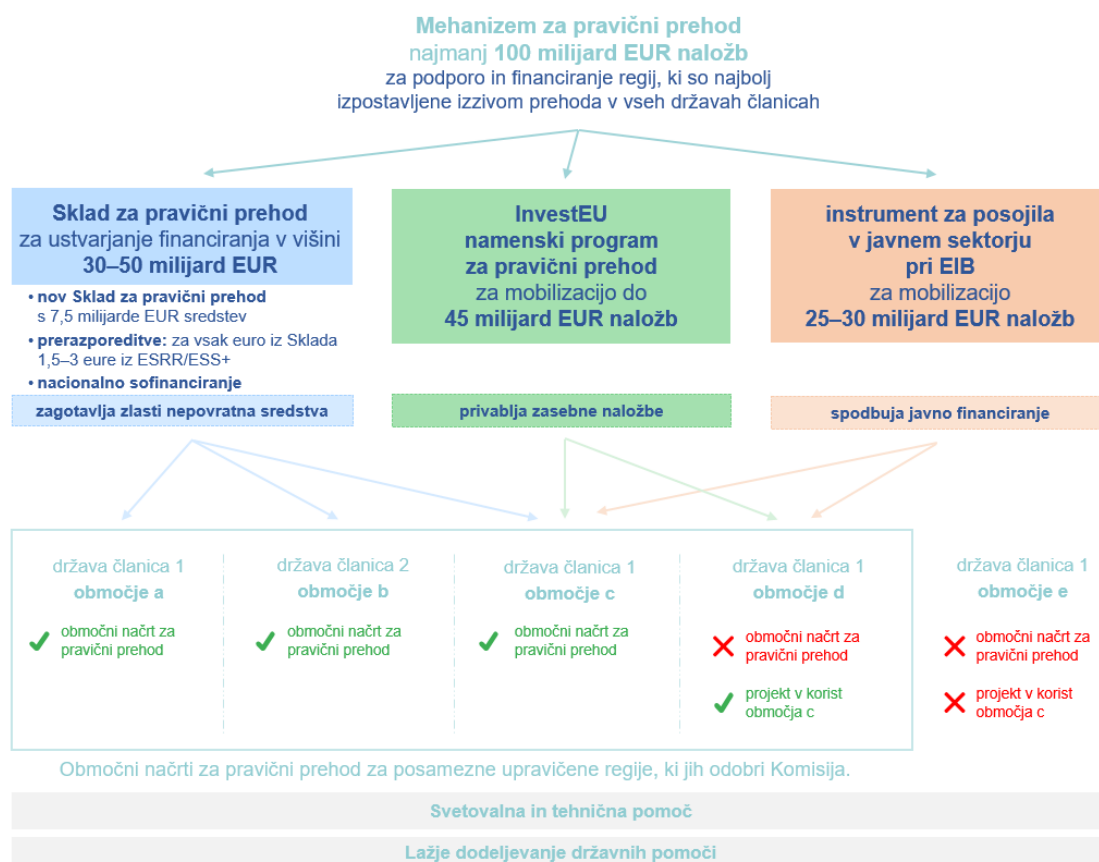 Mehanizem za pravični prehod
najmanj 100 milijard EUR naložb
za podporo in financiranje regij, ki so najbolj
izpostavljene izzivom prehoda v vseh državah članicah
Sklad za pravični prehod
za ustvarjanje financiranja v višini
30–50 milijard EUR
• nov Sklad za pravični prehod
s 7,5 milijarde EUR sredstev
• prerazporeditve: za vsak euro iz Sklada
1,5–3 eure iz ESRR/ESS+
• nacionalno sofinanciranje
zagotavlja zlasti nepovratna sredstva
InvestEU
namenski program
za pravični prehod
za mobilizacijo do
45 milijard EUR naložb
privablja zasebne naložbe
instrument za posojila
v javnem sektorju
pri EIB
za mobilizacijo
25–30 milijard EUR naložb
spodbuja javno financiranje
država članica 1
območje a
območni načrt za
pravični prehod
država članica 2
območje b
območni načrt za
pravični prehod
država članica 1
območje c
območni načrt za
pravični prehod
država članica 1
območje d
območni načrt za
pravični prehod
projekt v korist
območja c
država članica 1
območje e
območni načrt za
pravični prehod
projekt v korist
območja c
Območni načrti za pravični prehod za posamezne upravičene regije, ki jih odobri Komisija.
Svetovalna in tehnična pomoč
Lažje dodeljevanje državnih pomoči